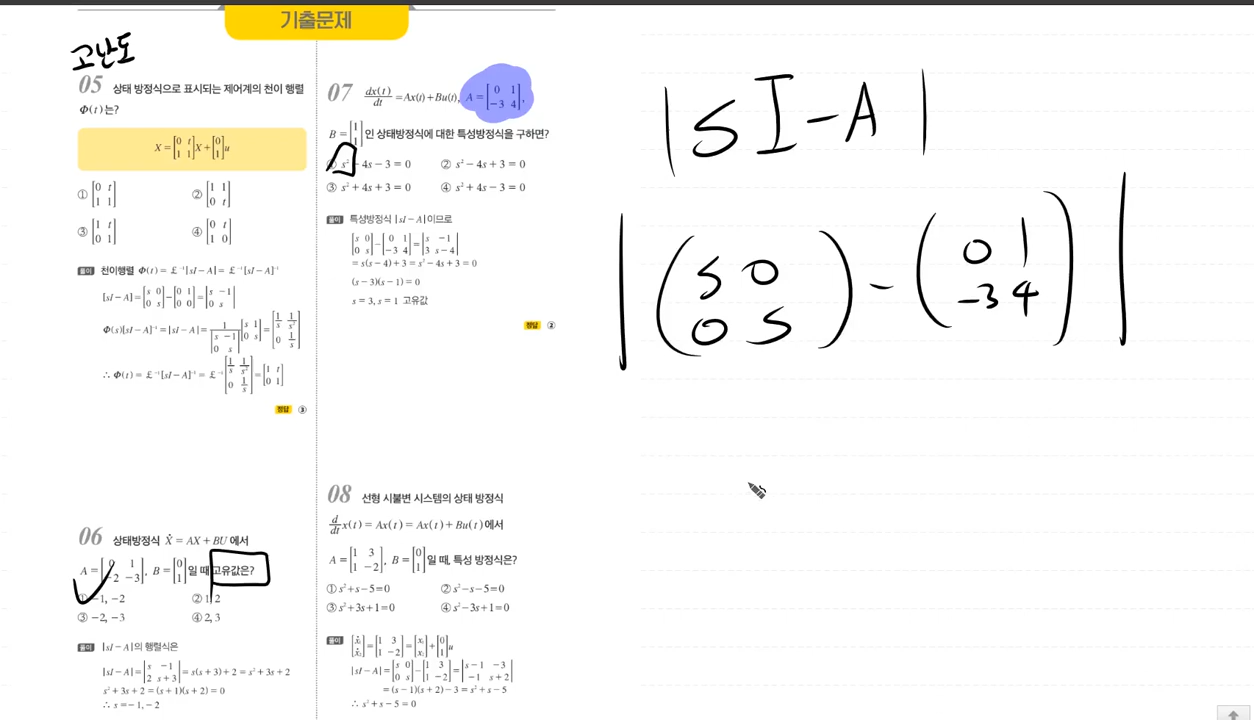 기출문제
고난도
05 상태 방정식으로 표시되는 제어계의 천이 행렬
Φ(t)는?
X=[0 t; 1 1]X+[0; 1]u
① [0 t; 1 1] ② [1 1; 0 t]
③ [1 t; 0 1] ④ [0 t; 1 0]
풀이 천이행렬 Φ(t)=£⁻¹|sI−A|=£⁻¹[sI−A]⁻¹
[sI−A]=[s 0; 0 s]−[0 1; 0 0]=[s −1; 0 s]
Φ(s)[sI−A]⁻¹=|sI−A|=1/|s −1; 0 s| [s 1; 0 s]=[1/s 1/s²; 0 1/s]
∴ Φ(t)=£⁻¹[sI−A]⁻¹=£⁻¹[1/s 1/s²; 0 1/s]=[1 t; 0 1]
정답 ③
06 상태방정식 Ẋ=AX+BU에서
A=[0 1; −2 −3], B=[0; 1]일 때 고유값은?
① −1, −2 ② 1, 2
③ −2, −3 ④ 2, 3
풀이 |sI−A|의 행렬식은
|sI−A|=|s −1; 2 s+3|=s(s+3)+2=s²+3s+2
s²+3s+2=(s+1)(s+2)=0
∴ s=−1, −2
07 dx(t)/dt=Ax(t)+Bu(t), A=[0 1; −3 4],
B=[1; 1]인 상태방정식에 대한 특성방정식을 구하면?
① s²−4s−3=0 ② s²−4s+3=0
③ s²+4s+3=0 ④ s²+4s−3=0
풀이 특성방정식 |sI−A|이므로
|s 0; 0 s|−|0 1; −3 4|=|s −1; 3 s−4|
=s(s−4)+3=s²−4s+3=0
(s−3)(s−1)=0
s=3, s=1 고유값
정답 ②
08 선형 시불변 시스템의 상태 방정식
d/dt x(t)=Ax(t)=Ax(t)+Bu(t)에서
A=[1 3; 1 −2], B=[0; 1]일 때, 특성 방정식은?
① s²+s−5=0 ② s²−s−5=0
③ s²+3s+1=0 ④ s²−3s+1=0
풀이 [ẋ₁; ẋ₂]=[1 3; 1 −2]=[x₁; x₂]+[0; 1]u
|sI−A|=[s 0; 0 s]−[1 3; 1 −2]=|s−1 −3; −1 s+2|
=(s−1)(s+2)−3=s²+s−5
∴ s²+s−5=0
|sI−A|
|(s 0; 0 s)−(0 1; −3 4)|